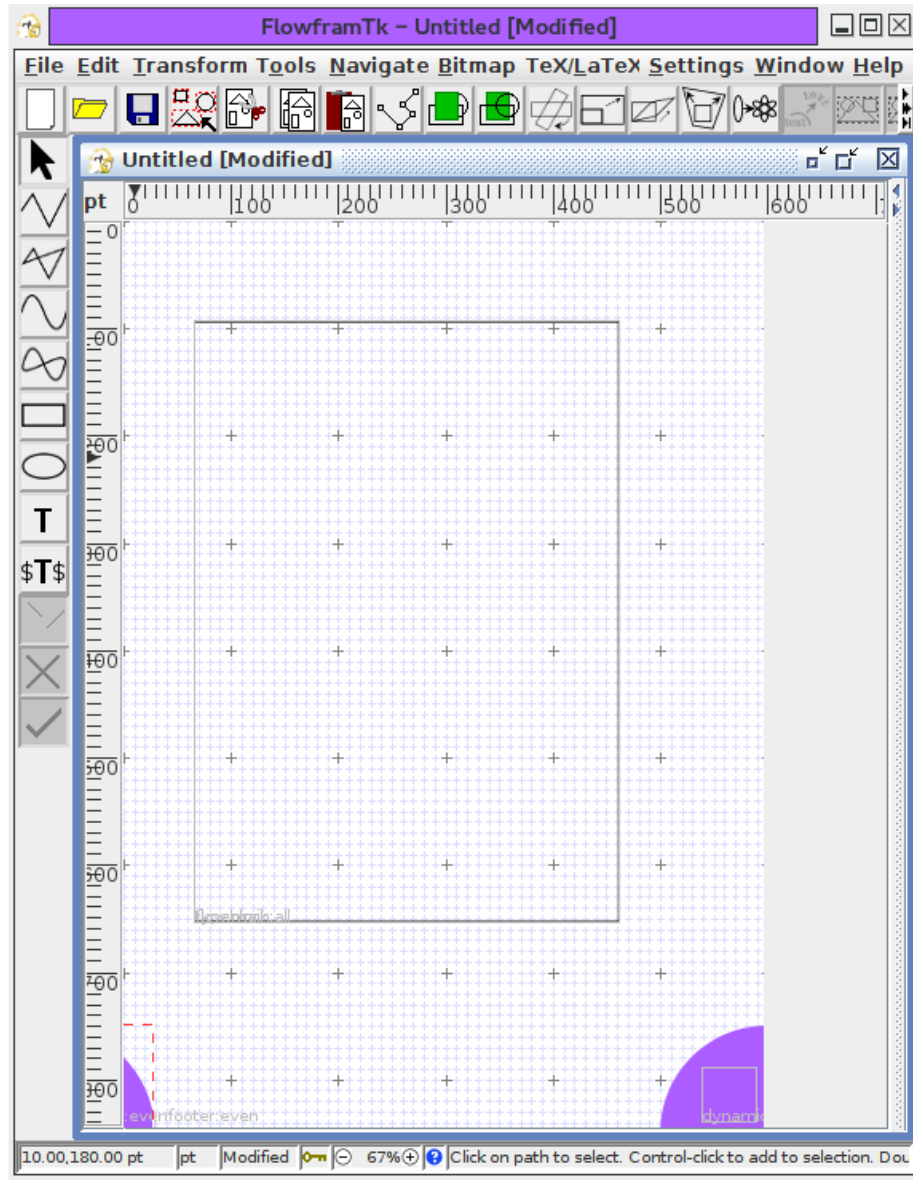 FlowframTk – Untitled [Modified]
File Edit Transform Tools Navigate Bitmap TeX/LaTeX Settings Window Help
Untitled [Modified]
pt 0 100 200 300 400 500 600
0
T
$T$
:evenfooter:even
dynamic
10.00,180.00 pt pt Modified 67% Click on path to select. Control-click to add to selection. Dou